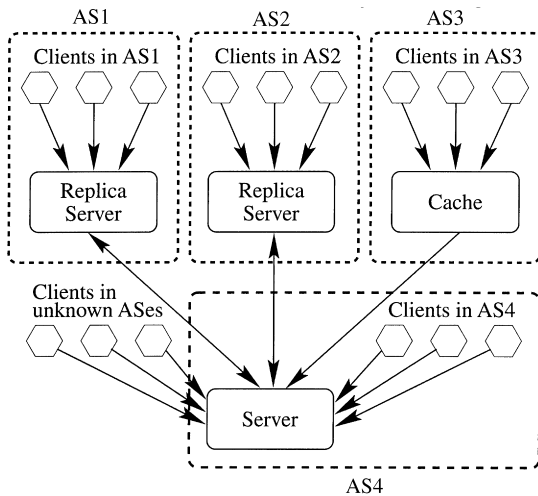 AS1
AS2
AS3
Clients in AS1
Clients in AS2
Clients in AS3
Replica
Server
Replica
Server
Cache
Clients in
unknown ASes
Clients in AS4
Server
AS4